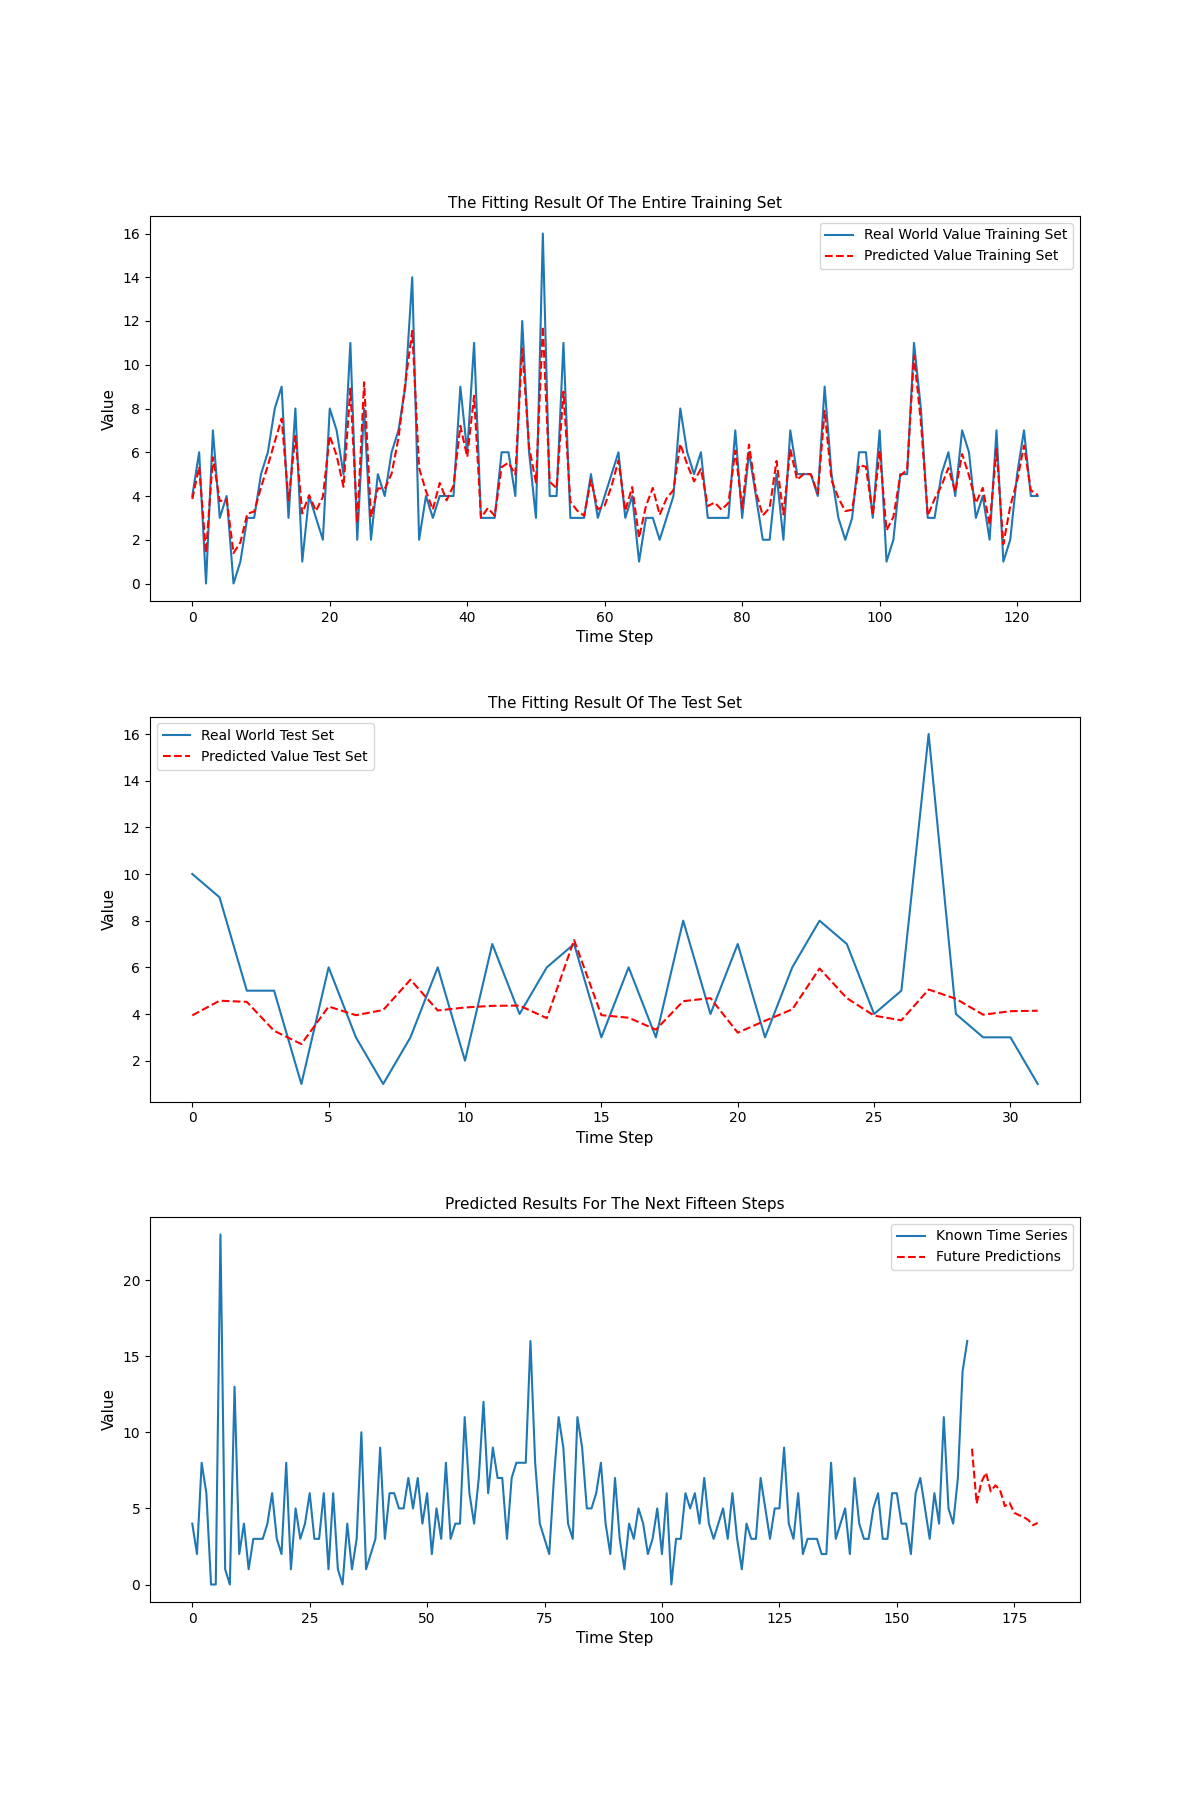 The Fitting Result Of The Entire Training Set
Real World Value Training Set
Predicted Value Training Set
Value
16
14
12
10
8
6
4
2
0
0 20 40 60 80 100 120
Time Step
The Fitting Result Of The Test Set
Real World Test Set
Predicted Value Test Set
Value
16
14
12
10
8
6
4
2
0 5 10 15 20 25 30
Time Step
Predicted Results For The Next Fifteen Steps
Known Time Series
Future Predictions
Value
20
15
10
5
0
0 25 50 75 100 125 150 175
Time Step